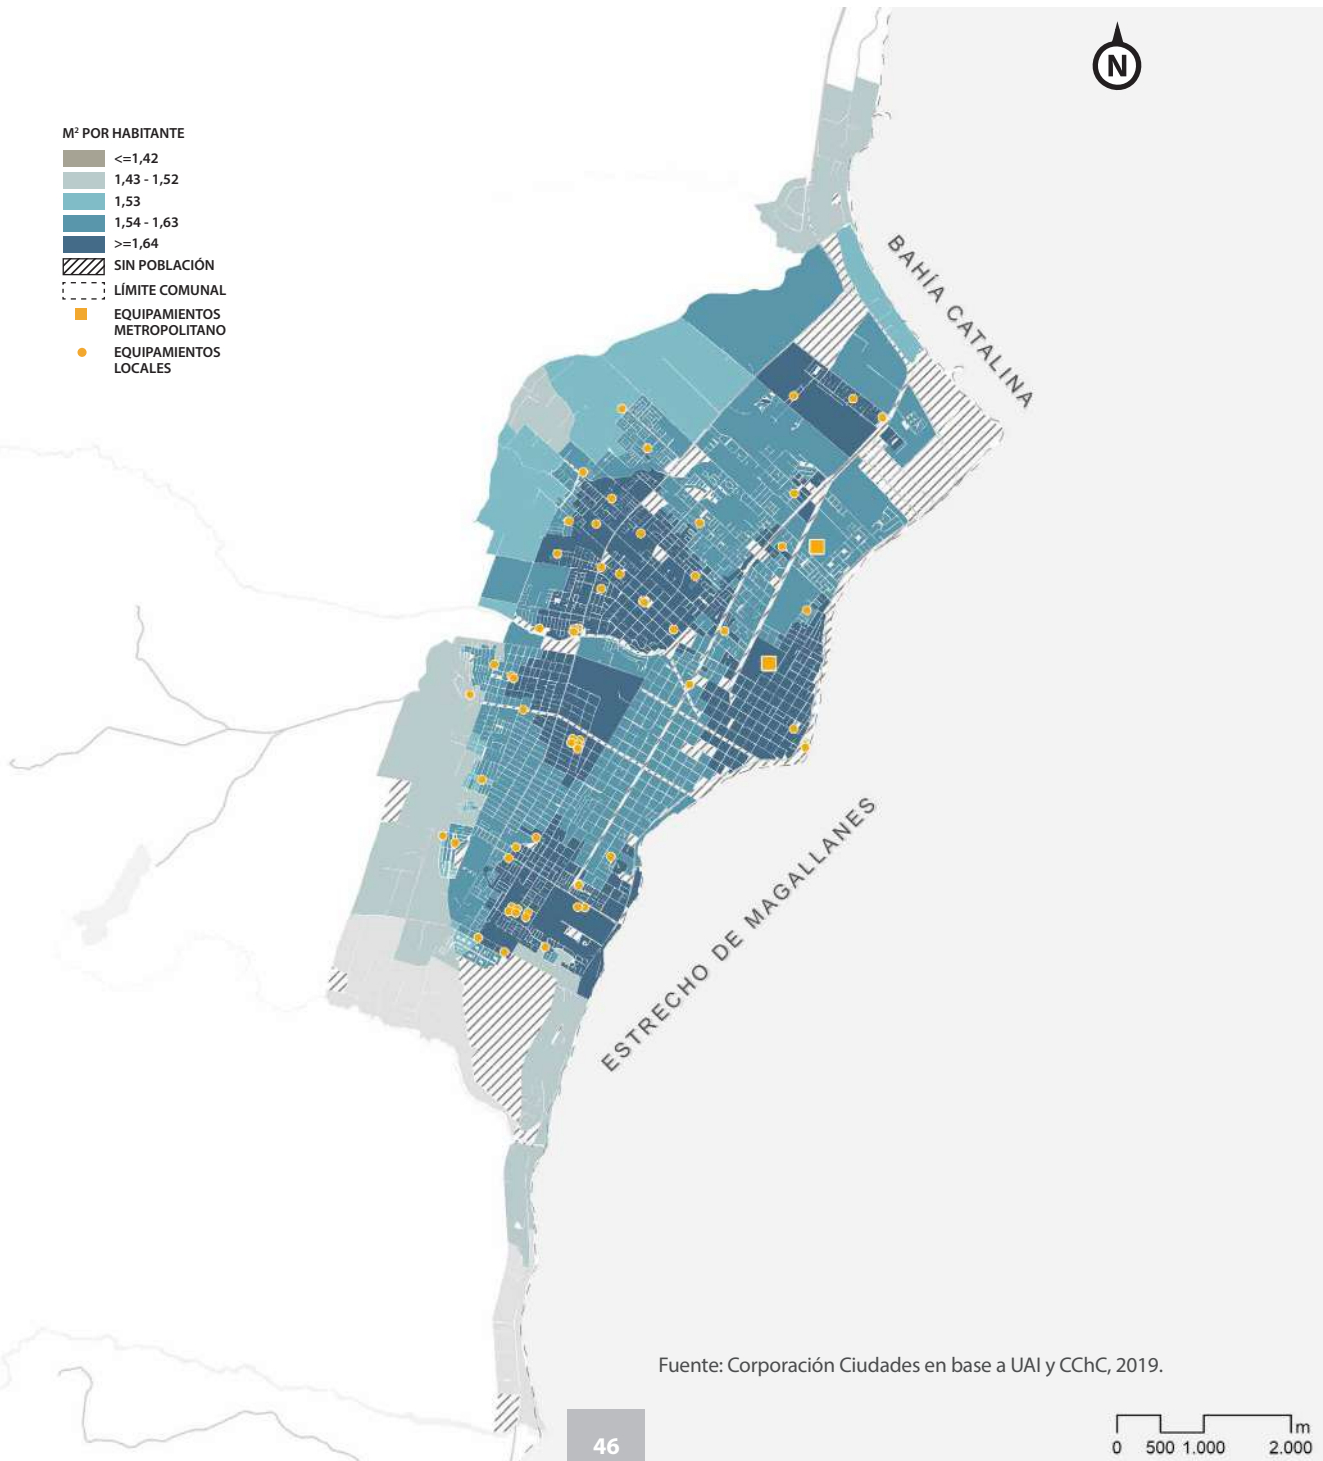 N
M² POR HABITANTE
<=1,42
1,43 - 1,52
1,53
1,54 - 1,63
>=1,64
SIN POBLACIÓN
LÍMITE COMUNAL
EQUIPAMIENTOS
METROPOLITANO
EQUIPAMIENTOS
LOCALES
BAHÍA CATALINA
ESTRECHO DE MAGALLANES
Fuente: Corporación Ciudades en base a UAI y CChC, 2019.
46
m
0 500 1.000 2.000